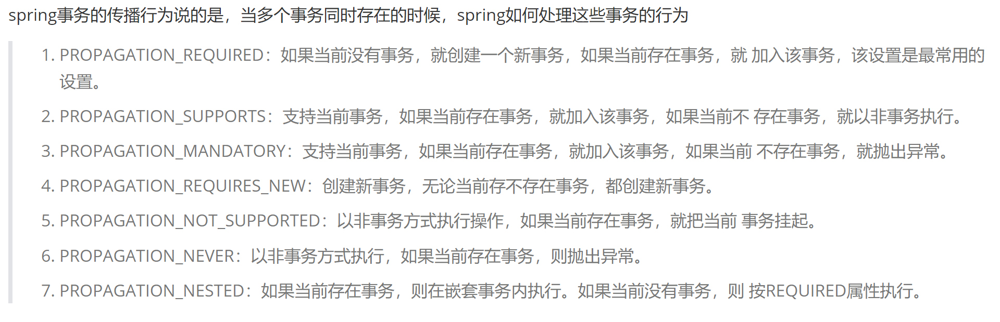 spring事务的传播行为说的是，当多个事务同时存在的时候，spring如何处理这些事务的行为
1. PROPAGATION_REQUIRED：如果当前没有事务，就创建一个新事务，如果当前存在事务，就 加入该事务，该设置是最常用的
设置。
2. PROPAGATION_SUPPORTS：支持当前事务，如果当前存在事务，就加入该事务，如果当前不 存在事务，就以非事务执行。
3. PROPAGATION_MANDATORY：支持当前事务，如果当前存在事务，就加入该事务，如果当前 不存在事务，就抛出异常。
4. PROPAGATION_REQUIRES_NEW：创建新事务，无论当前存不存在事务，都创建新事务。
5. PROPAGATION_NOT_SUPPORTED：以非事务方式执行操作，如果当前存在事务，就把当前 事务挂起。
6. PROPAGATION_NEVER：以非事务方式执行，如果当前存在事务，则抛出异常。
7. PROPAGATION_NESTED：如果当前存在事务，则在嵌套事务内执行。如果当前没有事务，则 按REQUIRED属性执行。